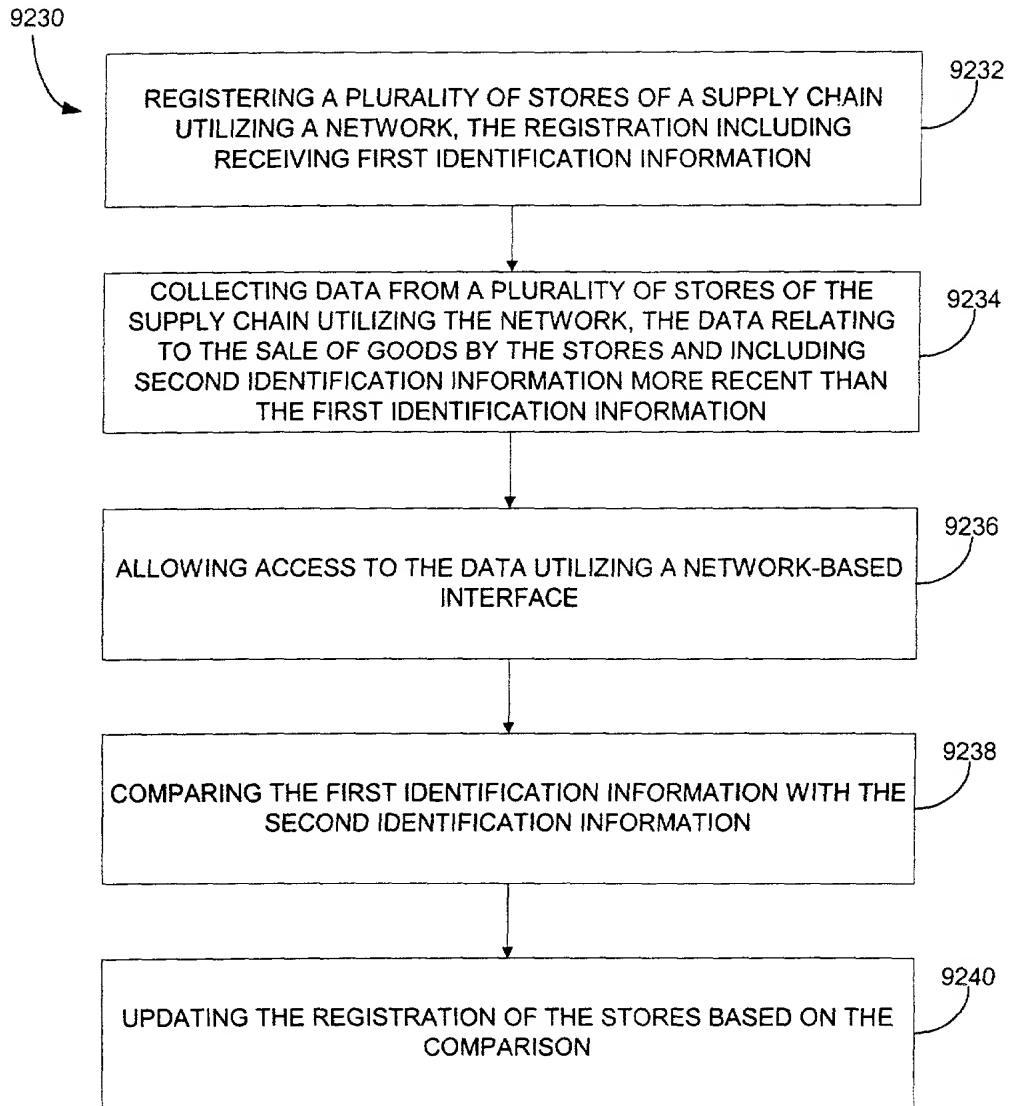 9230
9232
REGISTERING A PLURALITY OF STORES OF A SUPPLY CHAIN
UTILIZING A NETWORK, THE REGISTRATION INCLUDING
RECEIVING FIRST IDENTIFICATION INFORMATION
9234
COLLECTING DATA FROM A PLURALITY OF STORES OF THE
SUPPLY CHAIN UTILIZING THE NETWORK, THE DATA RELATING
TO THE SALE OF GOODS BY THE STORES AND INCLUDING
SECOND IDENTIFICATION INFORMATION MORE RECENT THAN
THE FIRST IDENTIFICATION INFORMATION
9236
ALLOWING ACCESS TO THE DATA UTILIZING A NETWORK-BASED
INTERFACE
9238
COMPARING THE FIRST IDENTIFICATION INFORMATION WITH THE
SECOND IDENTIFICATION INFORMATION
9240
UPDATING THE REGISTRATION OF THE STORES BASED ON THE
COMPARISON